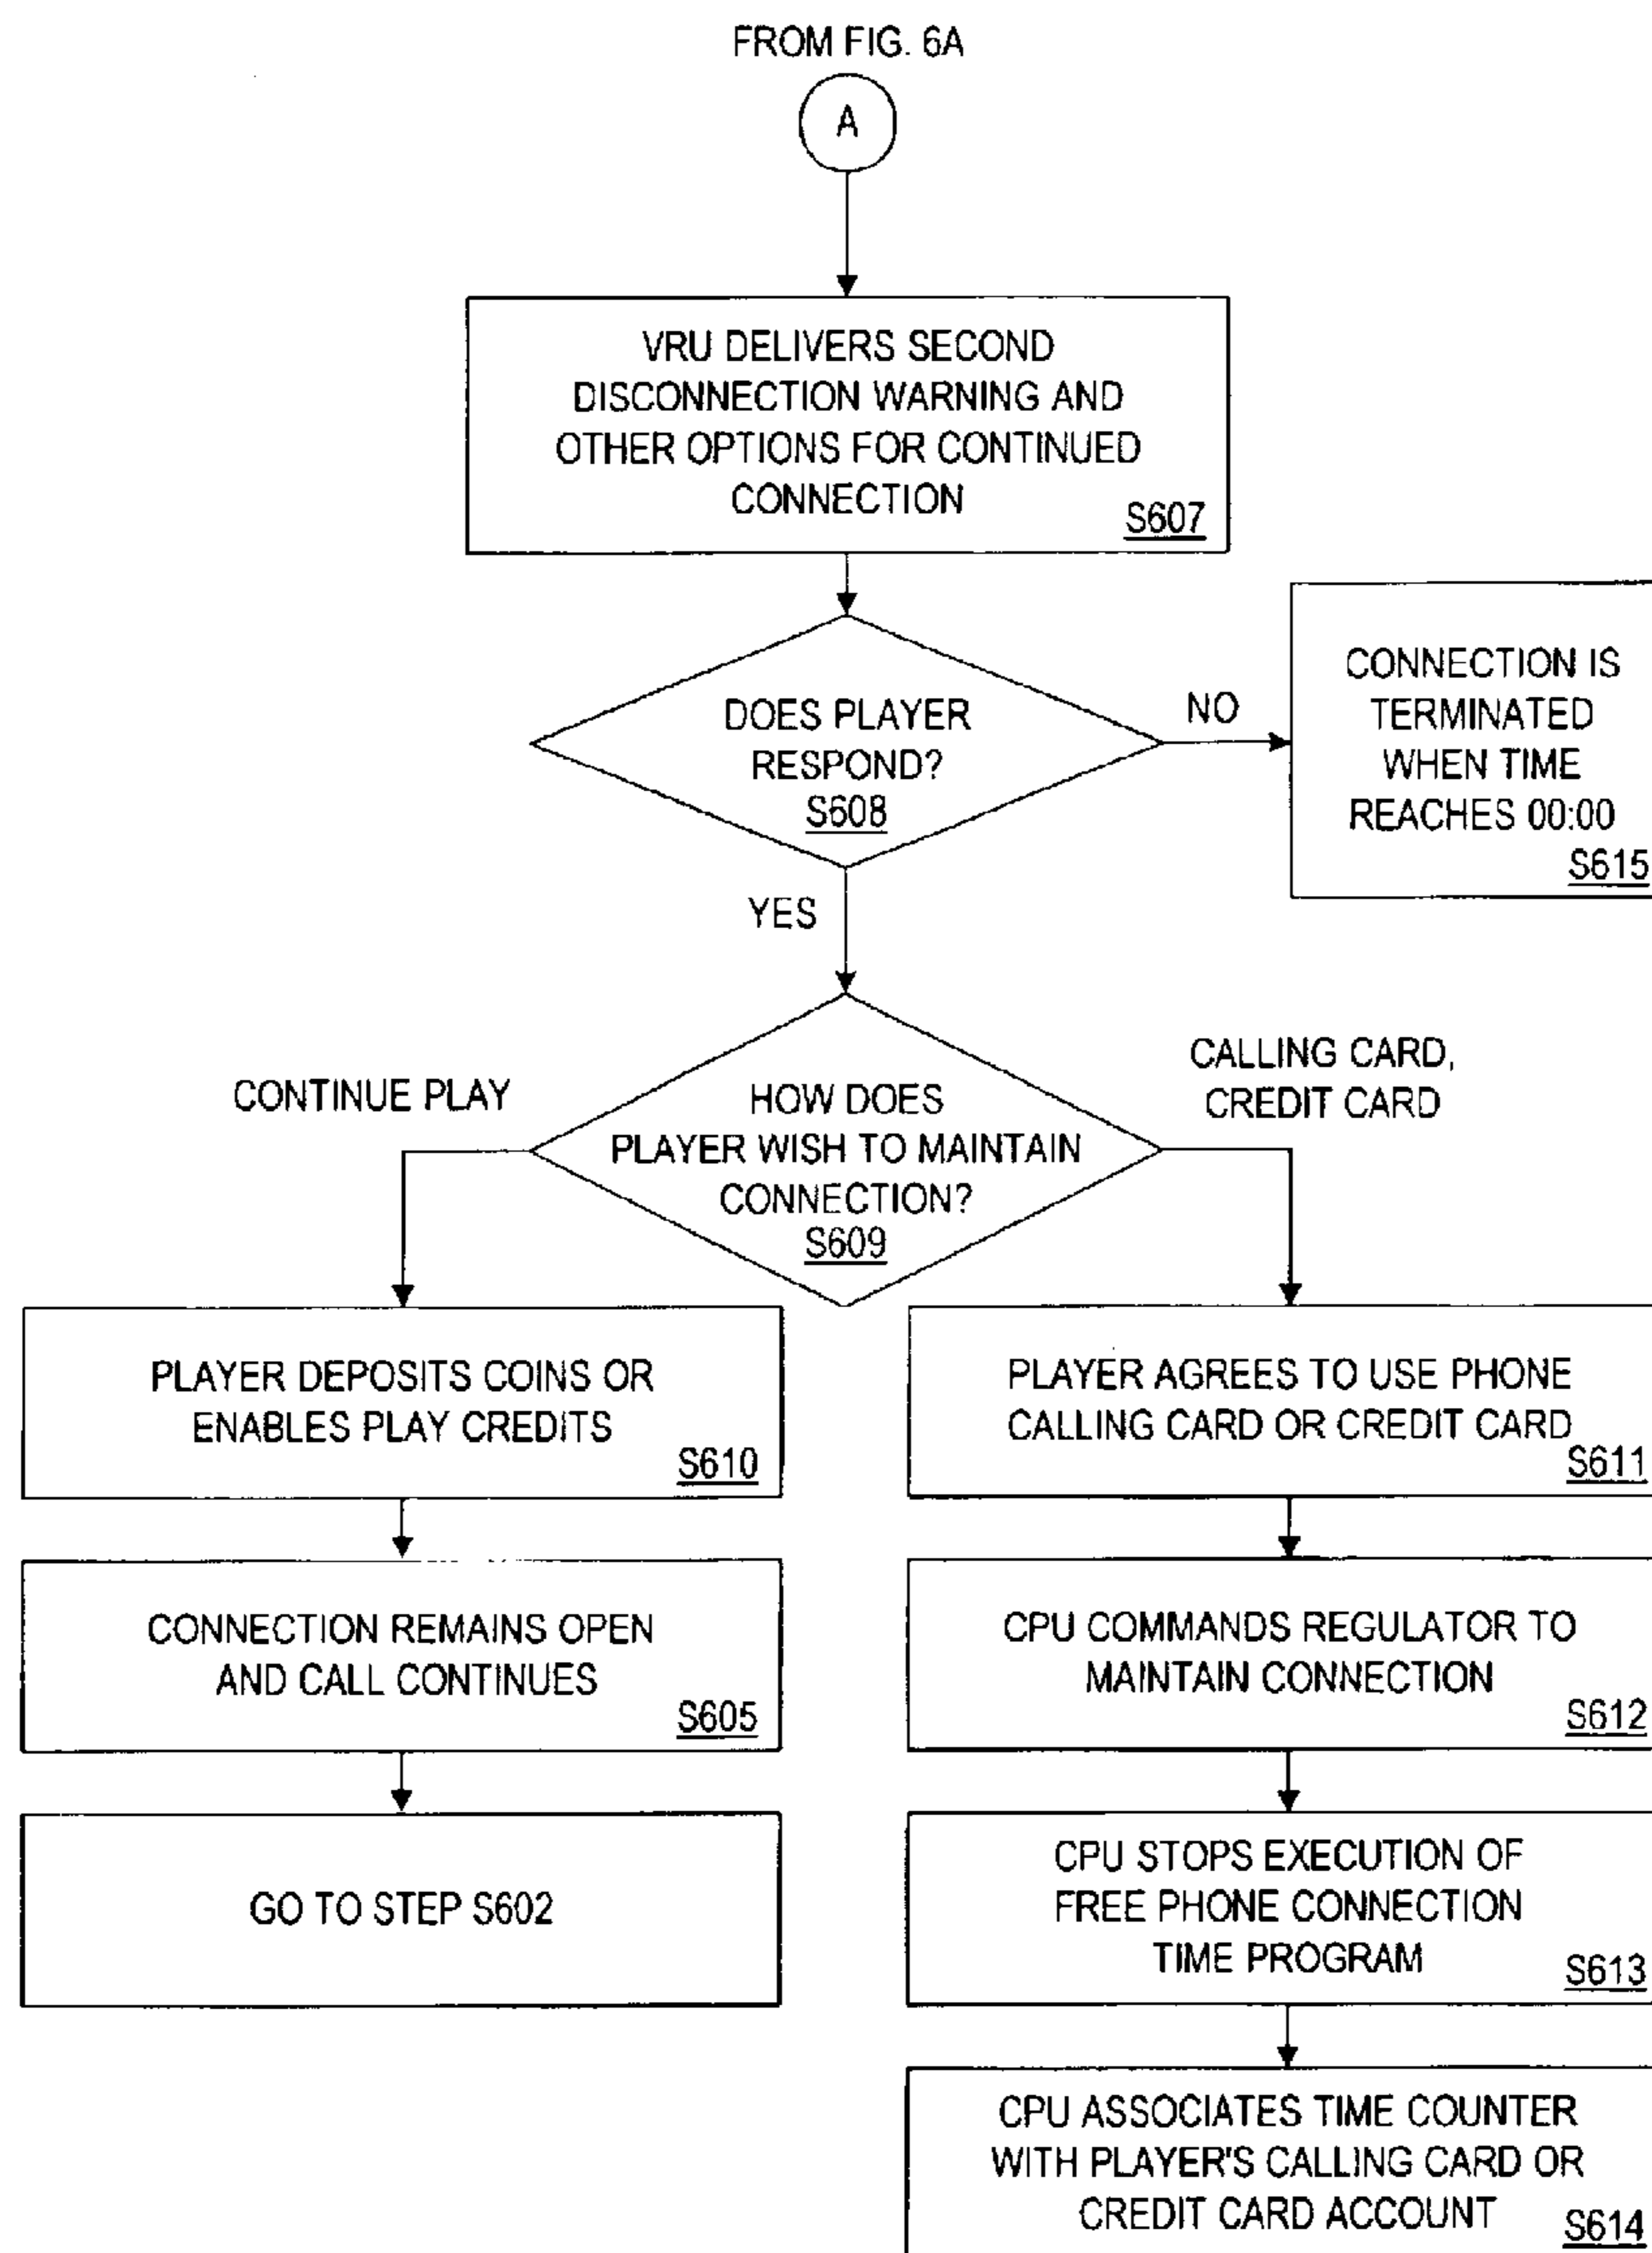 FROM FIG. 6A
A
VRU DELIVERS SECOND
DISCONNECTION WARNING AND
OTHER OPTIONS FOR CONTINUED
CONNECTION
S607
DOES PLAYER
RESPOND?
S608
NO
CONNECTION IS
TERMINATED
WHEN TIME
REACHES 00:00
S615
YES
HOW DOES
PLAYER WISH TO MAINTAIN
CONNECTION?
S609
CONTINUE PLAY
CALLING CARD,
CREDIT CARD
PLAYER DEPOSITS COINS OR
ENABLES PLAY CREDITS
S610
CONNECTION REMAINS OPEN
AND CALL CONTINUES
S605
GO TO STEP S602
PLAYER AGREES TO USE PHONE
CALLING CARD OR CREDIT CARD
S611
CPU COMMANDS REGULATOR TO
MAINTAIN CONNECTION
S612
CPU STOPS EXECUTION OF
FREE PHONE CONNECTION
TIME PROGRAM
S613
CPU ASSOCIATES TIME COUNTER
WITH PLAYER'S CALLING CARD OR
CREDIT CARD ACCOUNT
S614